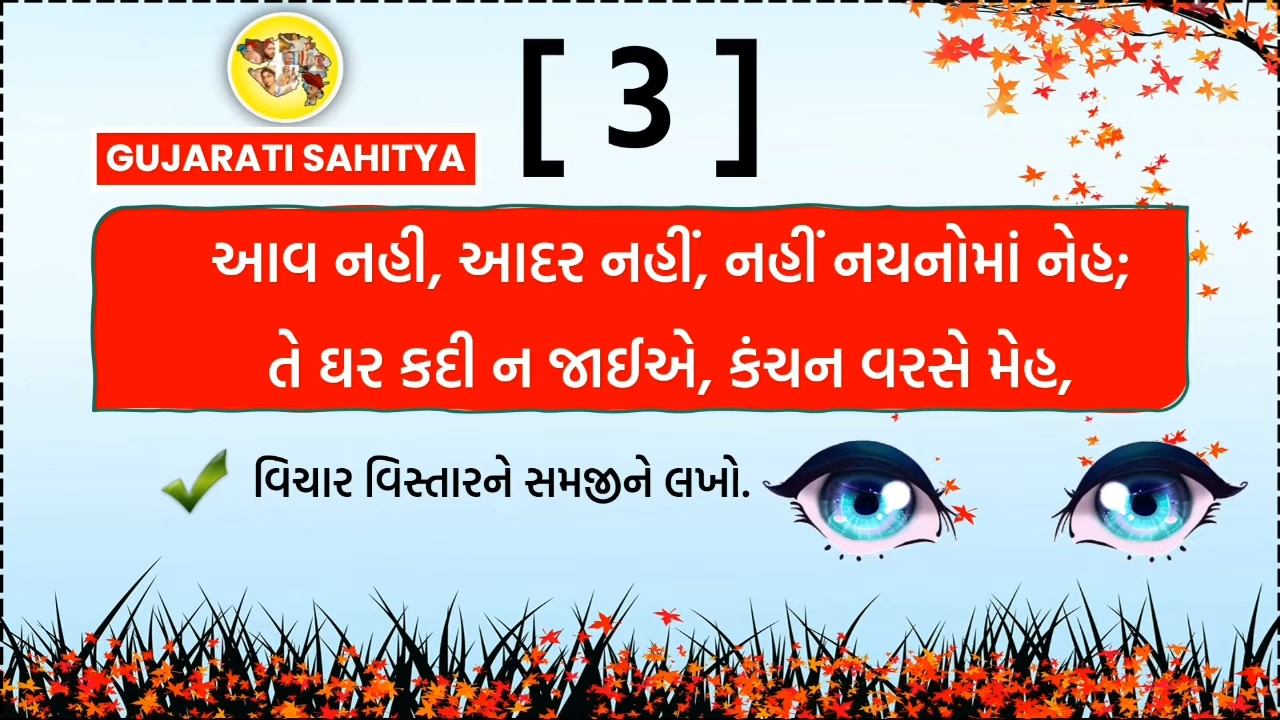 [ 3 ]
GUJARATI SAHITYA
આવ નહી, આદર નહીં, નહીં નયનોમાં નેહ;
તે ઘર કદી ન જાઈએ, કંચન વરસે મેહ,
વિચાર વિસ્તારને સમજીને લખો.